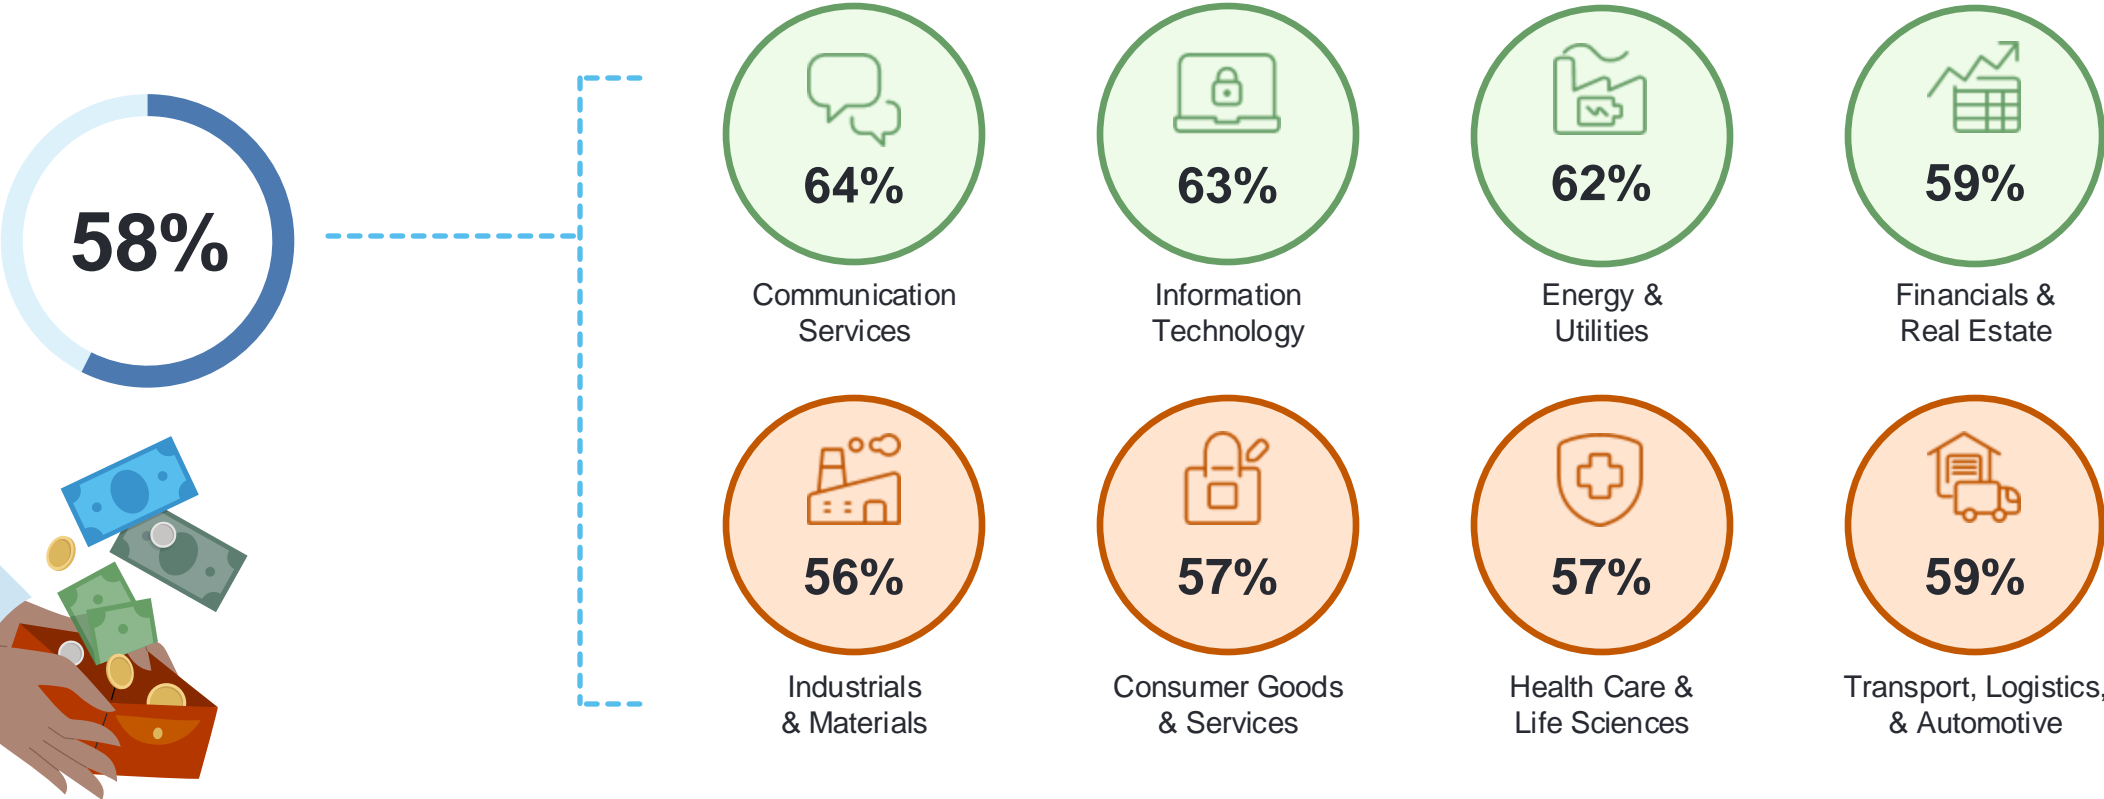 58%
64%
Communication
Services
63%
Information
Technology
62%
Energy &
Utilities
59%
Financials &
Real Estate
56%
Industrials
& Materials
57%
Consumer Goods
& Services
57%
Health Care &
Life Sciences
59%
Transport, Logistics,
& Automotive